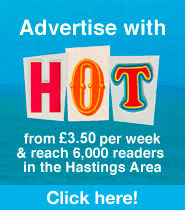 Advertise with
HOT
from £3.50 per week
& reach 6,000 readers
in the Hastings Area
Click here!